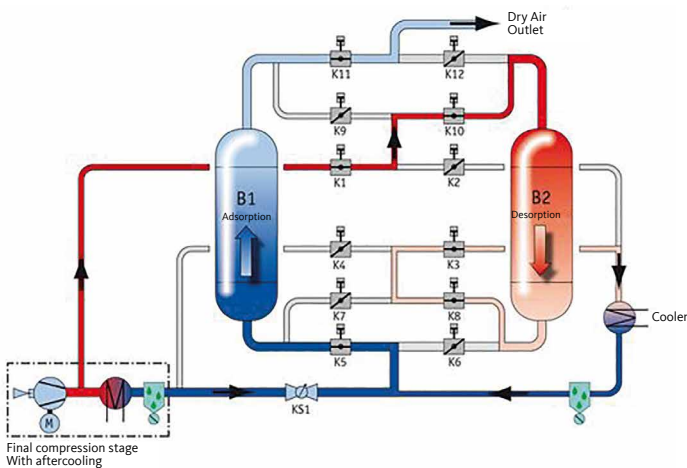 Dry Air
Outlet
K11
K12
K9
K10
K1
K2
B1
Adsorption
B2
Desorption
K4
K3
K7
K8
Cooler
K5
K6
KS1
M
Final compression stage
With aftercooling